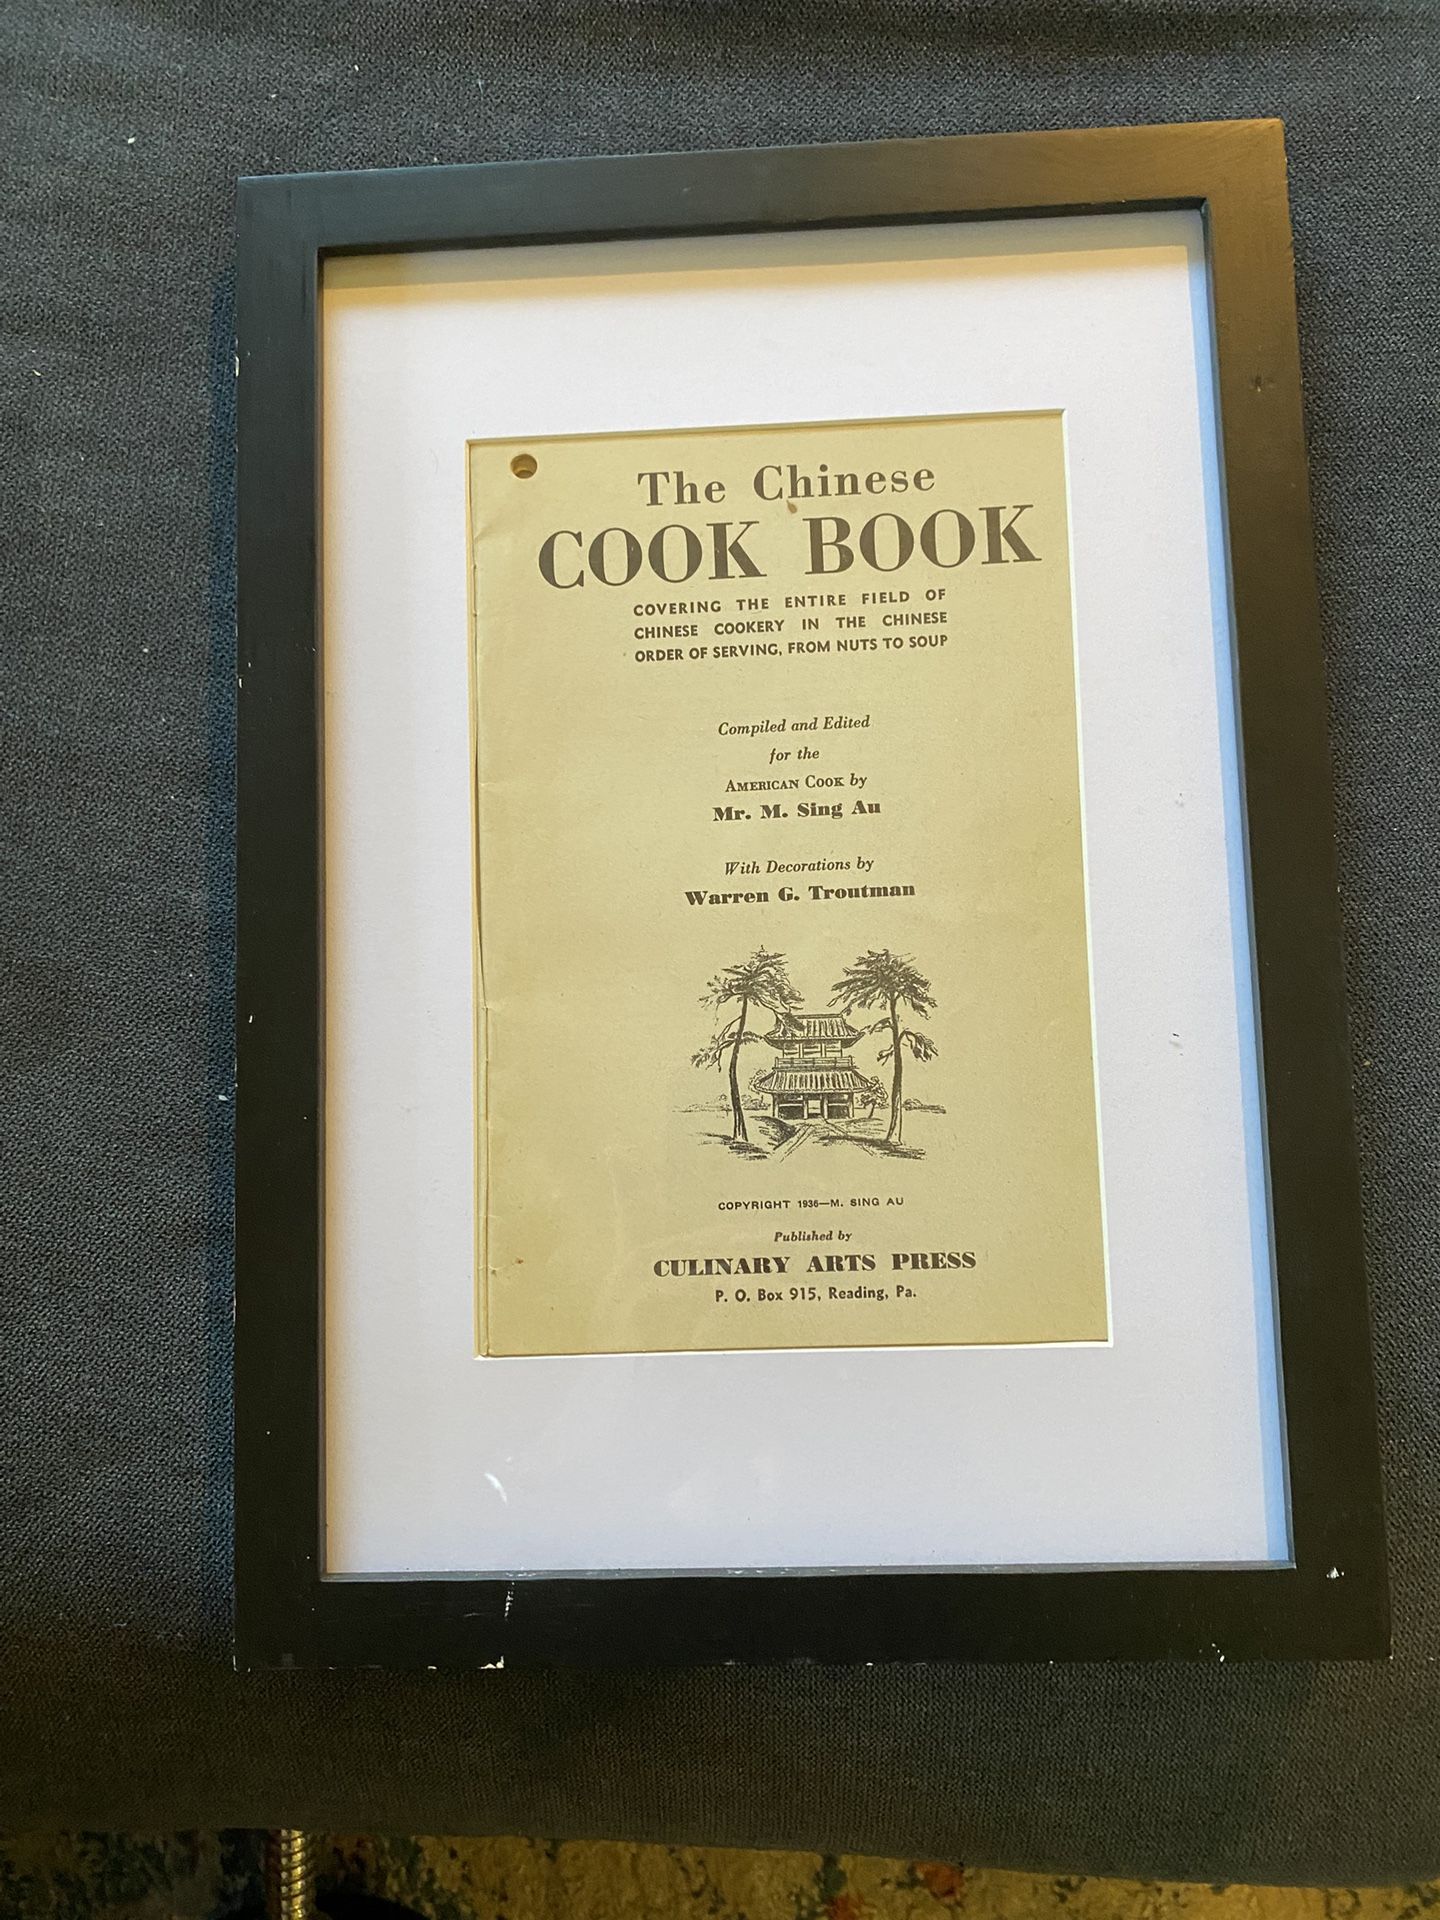 The Chinese
COOK BOOK
COVERING THE ENTIRE FIELD OF
CHINESE COOKERY IN THE CHINESE
ORDER OF SERVING, FROM NUTS TO SOUP
Compiled and Edited
for the
AMERICAN COOK by
Mr. M. Sing Au
With Decorations by
Warren G. Troutman
COPYRIGHT 1936—M. SING AU
Published by
CULINARY ARTS PRESS
P. O. Box 915, Reading, Pa.